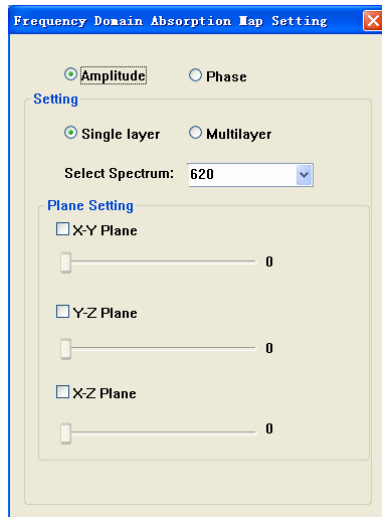 Frequency Domain Absorption Map Setting
Amplitude Phase
Setting
Single layer Multilayer
Select Spectrum: 620
Plane Setting
X-Y Plane
0
Y-Z Plane
0
X-Z Plane
0